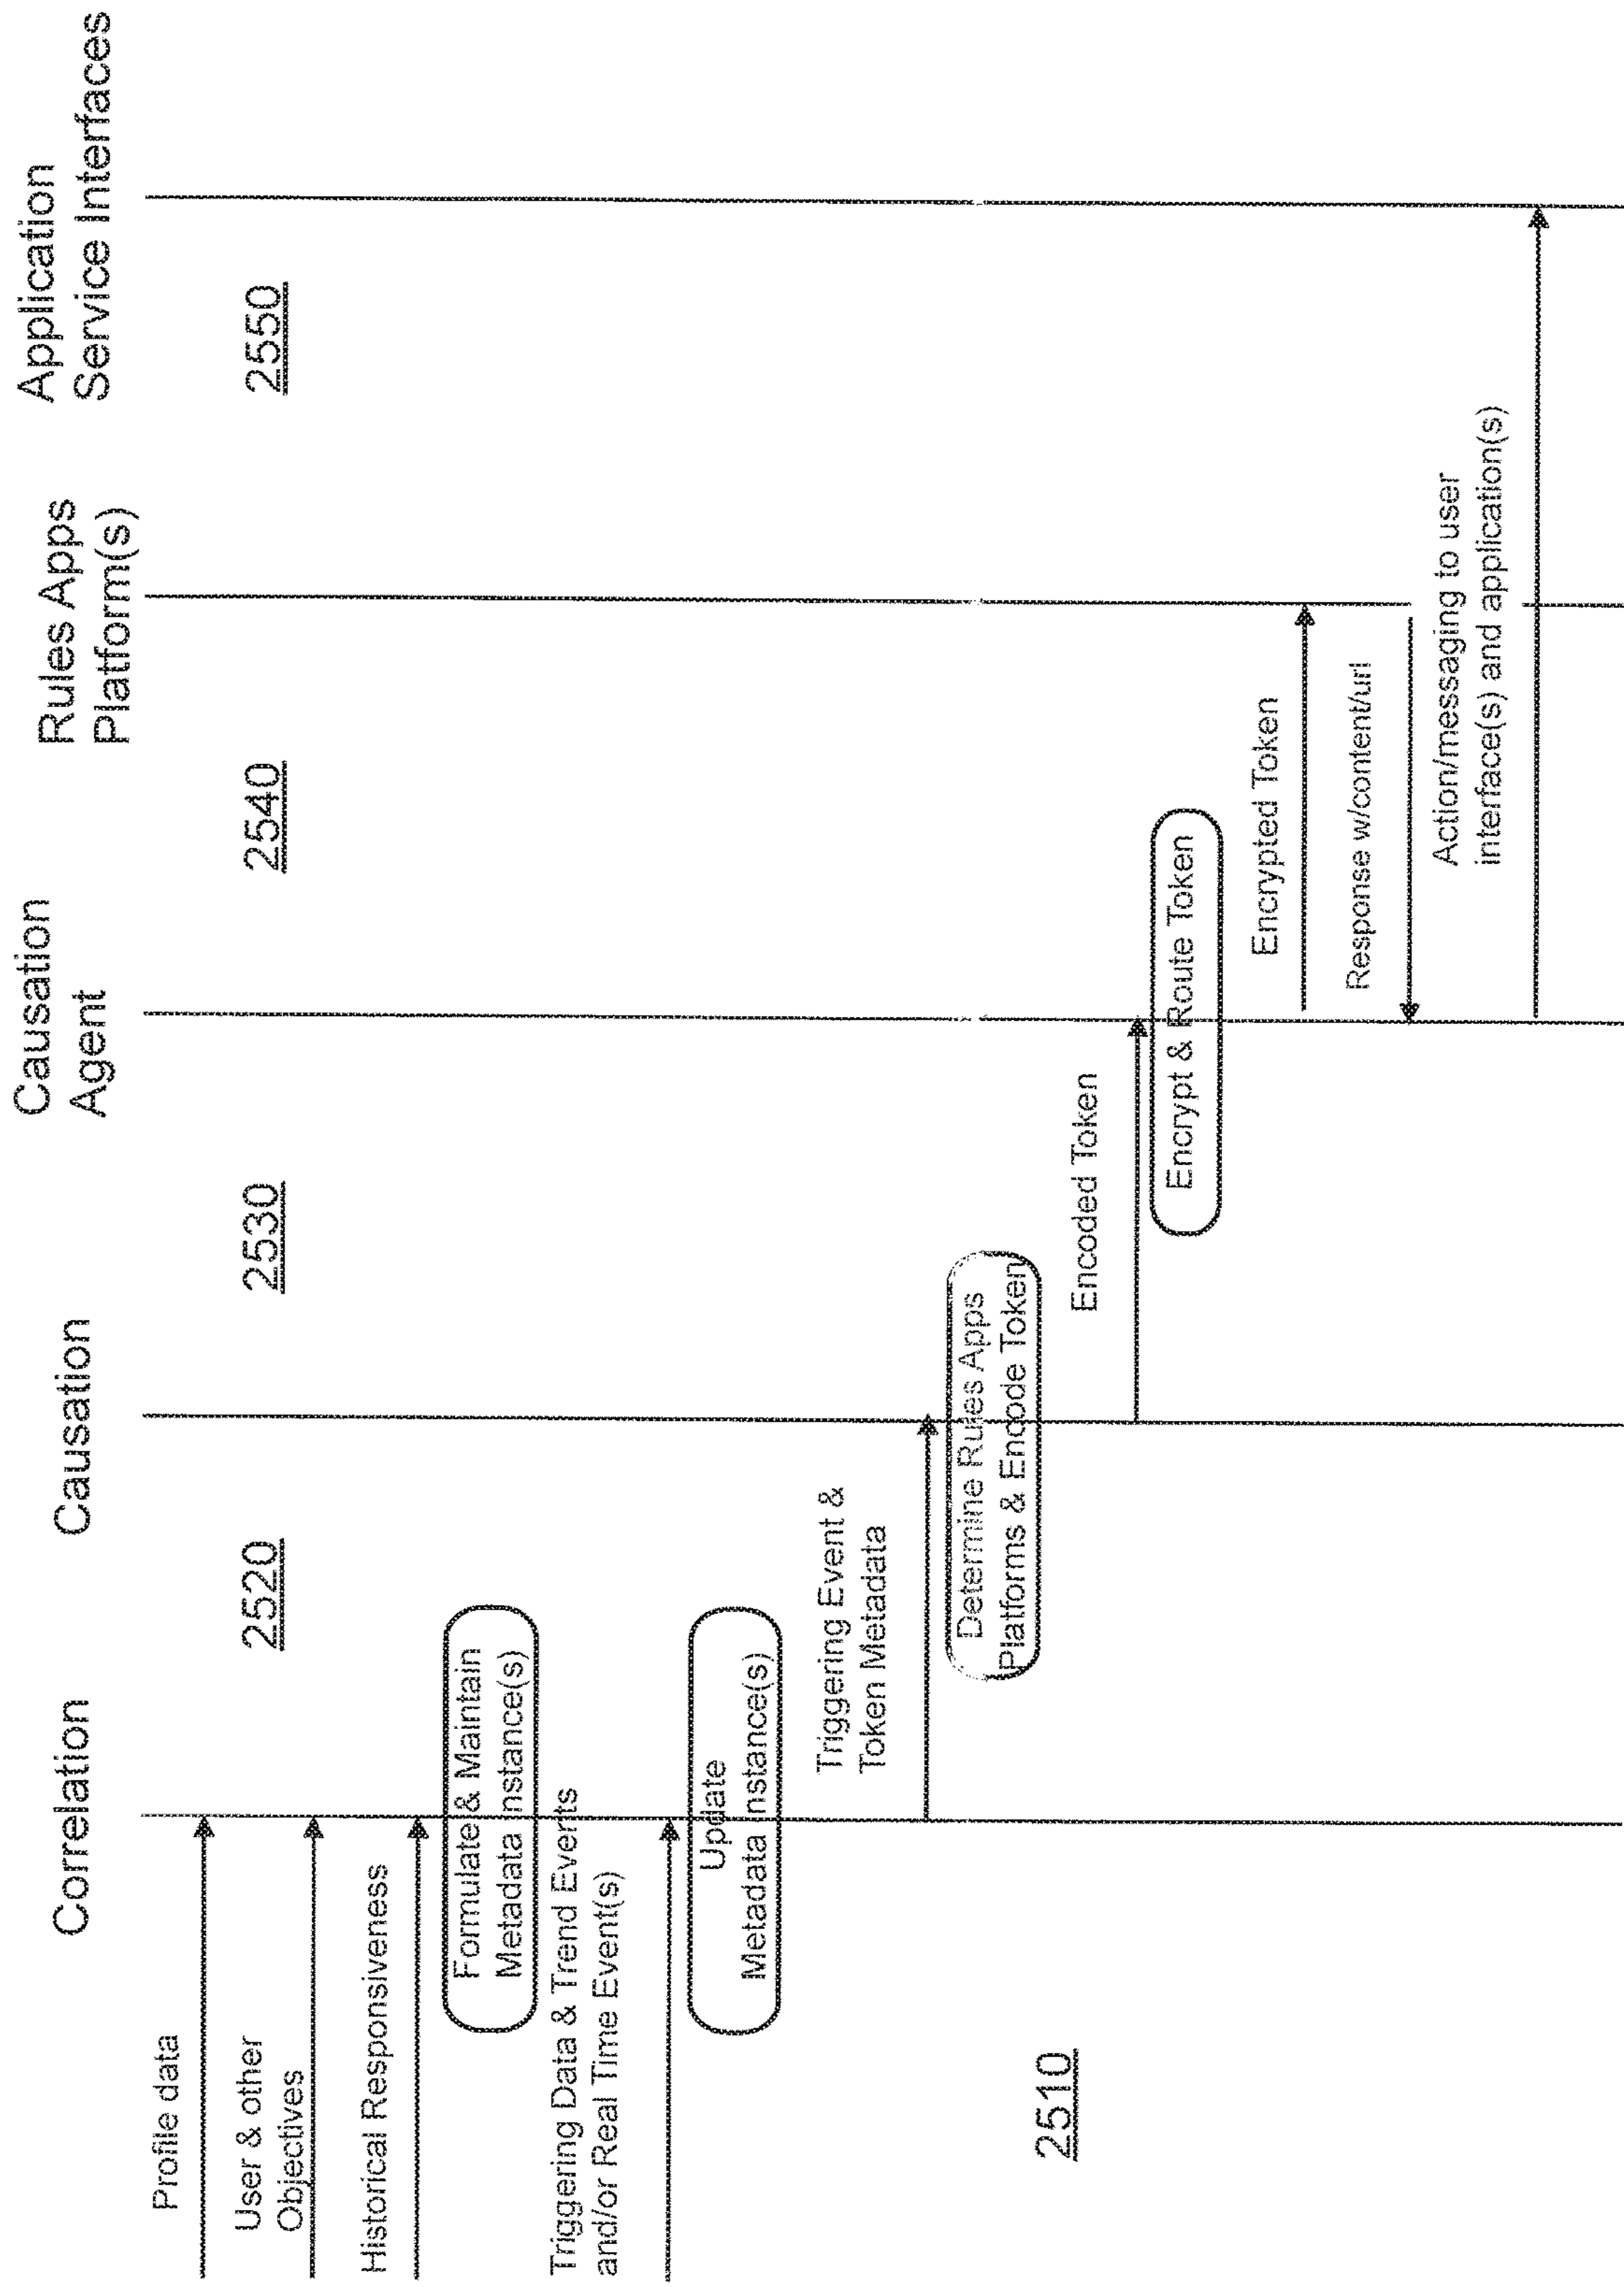 Correlation
Causation
Causation
Agent
Rules Apps
Platform(s)
Application
Service Interfaces
2520
2530
2540
2550
Profile data
User & other
Objectives
Historical Responsiveness
Formulate & Maintain
Metadata Instance(s)
Triggering Data & Trend Events
and/or Real Time Event(s)
Update
Metadata Instance(s)
Triggering Event &
Token Metadata
Determine Rules Apps
Platforms & Encode Token
2510
Encoded Token
Encrypt & Route Token
Encrypted Token
Response w/content/url
Action/messaging to user
interface(s) and application(s)